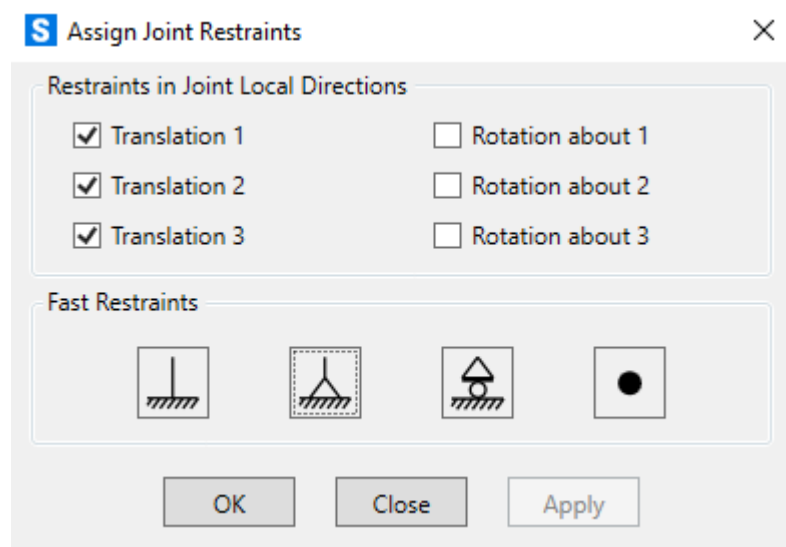 S Assign Joint Restraints
Restraints in Joint Local Directions
Translation 1 Rotation about 1
Translation 2 Rotation about 2
Translation 3 Rotation about 3
Fast Restraints
OK Close Apply